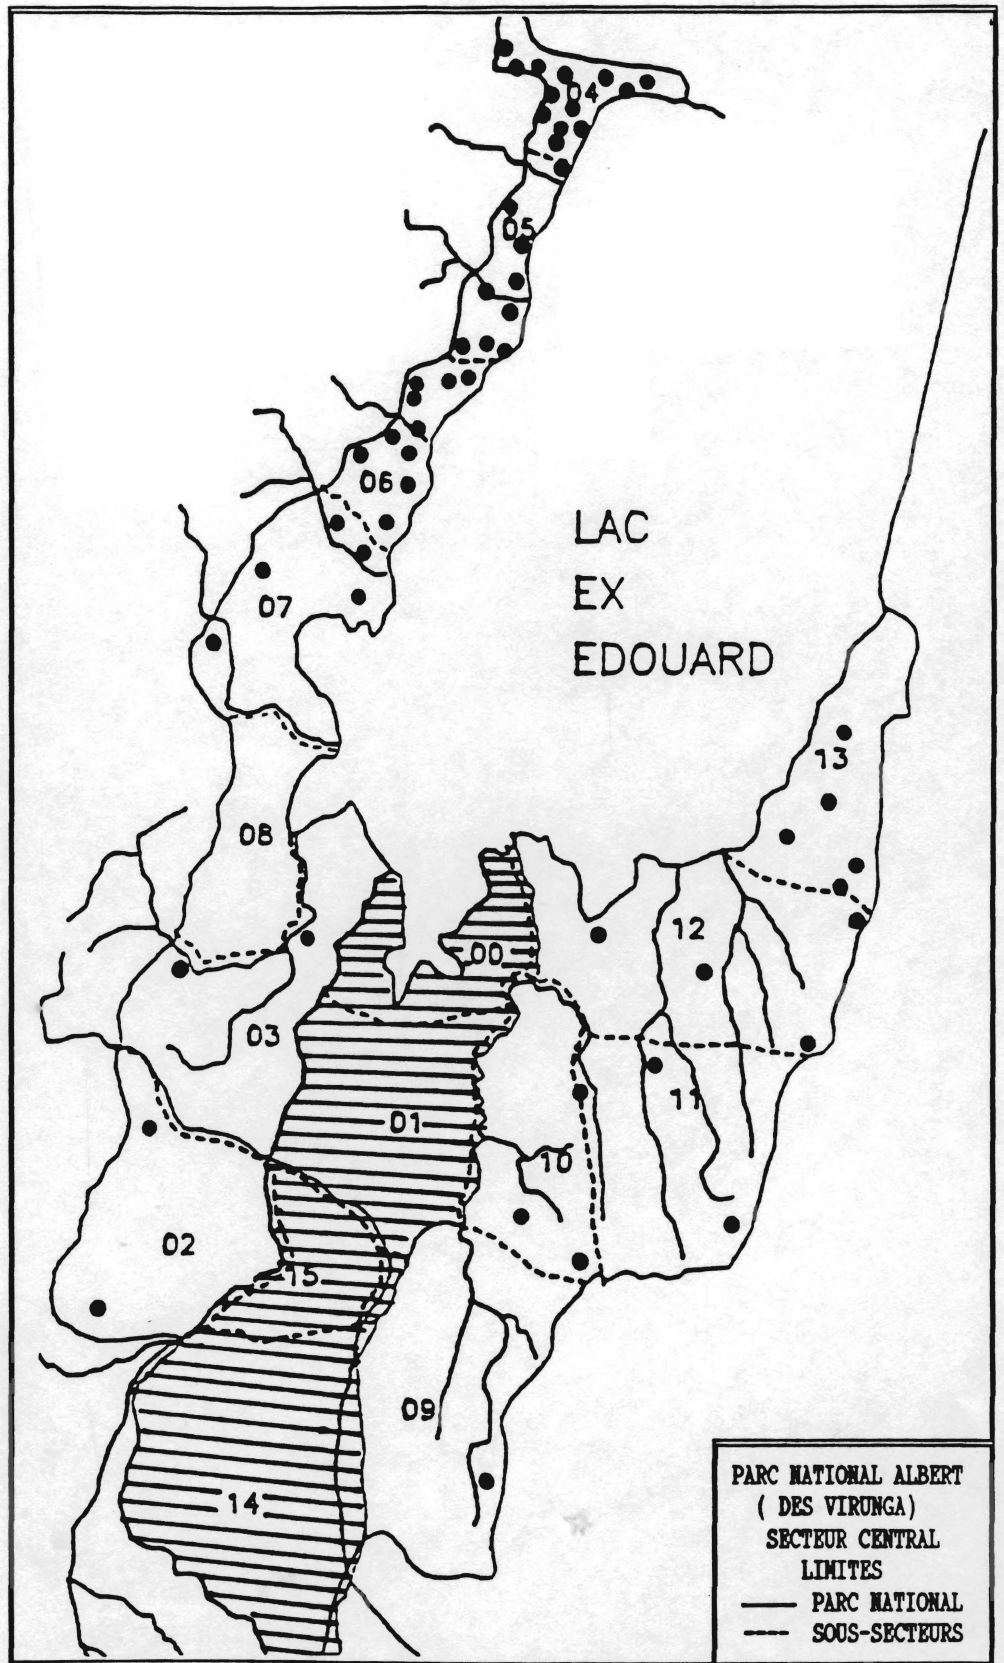 04
05
06
LAC
EX
EDOUARD
07
13
08
12
00
03
11
01
10
02
15
09
14
PARC NATIONAL ALBERT
( DES VIRUNGA)
SECTEUR CENTRAL
LIMITES
PARC NATIONAL
SOUS-SECTEURS